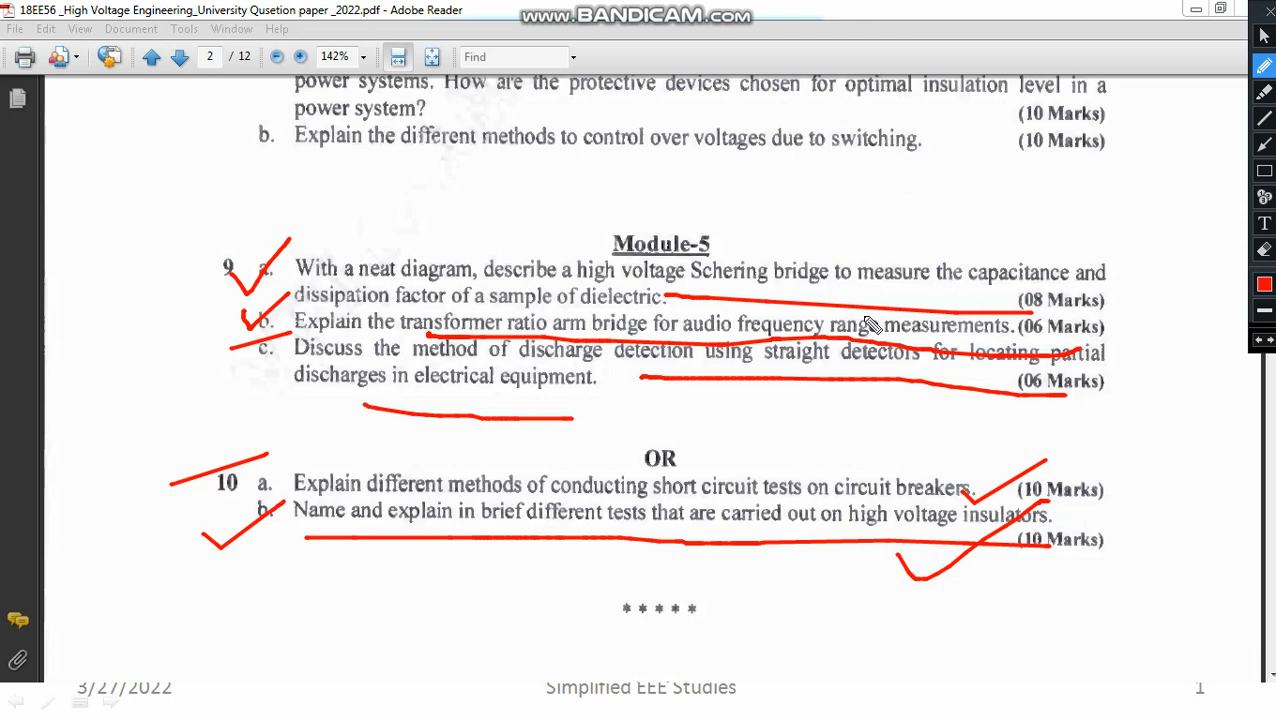 18EE56 _High Voltage Engineering_University Qusetion paper _2022.pdf - Adobe Reader
www.BANDICAM.com
File Edit View Document Tools Window Help
2 / 12 142% Find
power systems. How are the protective devices chosen for optimal insulation level in a
power system? (10 Marks)
b. Explain the different methods to control over voltages due to switching. (10 Marks)
Module-5
9 a. With a neat diagram, describe a high voltage Schering bridge to measure the capacitance and
dissipation factor of a sample of dielectric. (08 Marks)
b. Explain the transformer ratio arm bridge for audio frequency range measurements. (06 Marks)
c. Discuss the method of discharge detection using straight detectors for locating partial
discharges in electrical equipment. (06 Marks)
OR
10 a. Explain different methods of conducting short circuit tests on circuit breakers. (10 Marks)
b. Name and explain in brief different tests that are carried out on high voltage insulators.
(10 Marks)
* * * * *
3/27/2022 Simplified EEE Studies 1